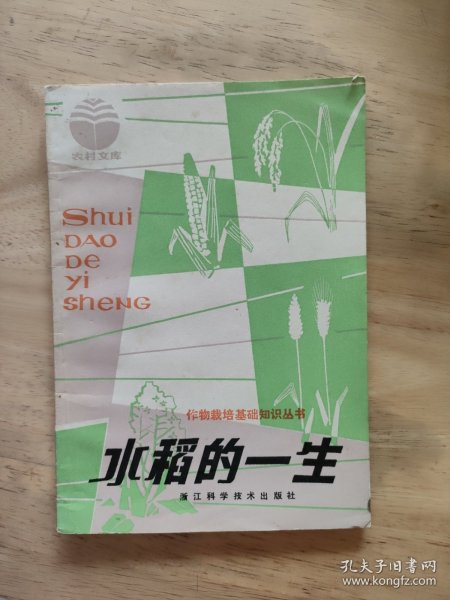 农村文库
Shui
DAO
De
yi
sheng
作物栽培基础知识丛书
水稻的一生
浙江科学技术出版社
孔夫子旧书网
www.kongfz.com